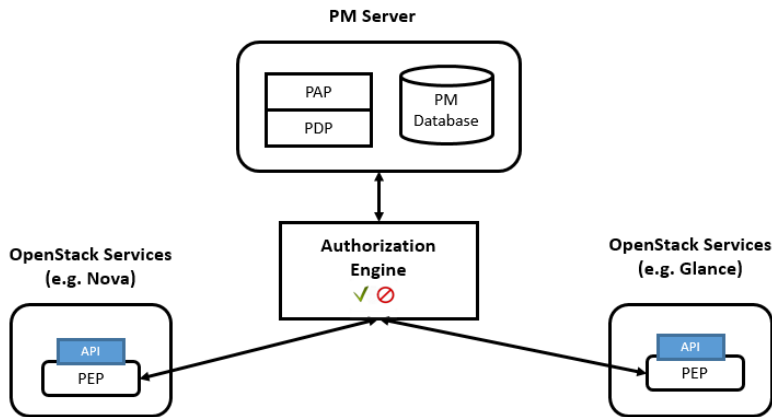 PM Server
PAP
PDP
PM
Database
Authorization
Engine
OpenStack Services
(e.g. Nova)
API
PEP
OpenStack Services
(e.g. Glance)
API
PEP